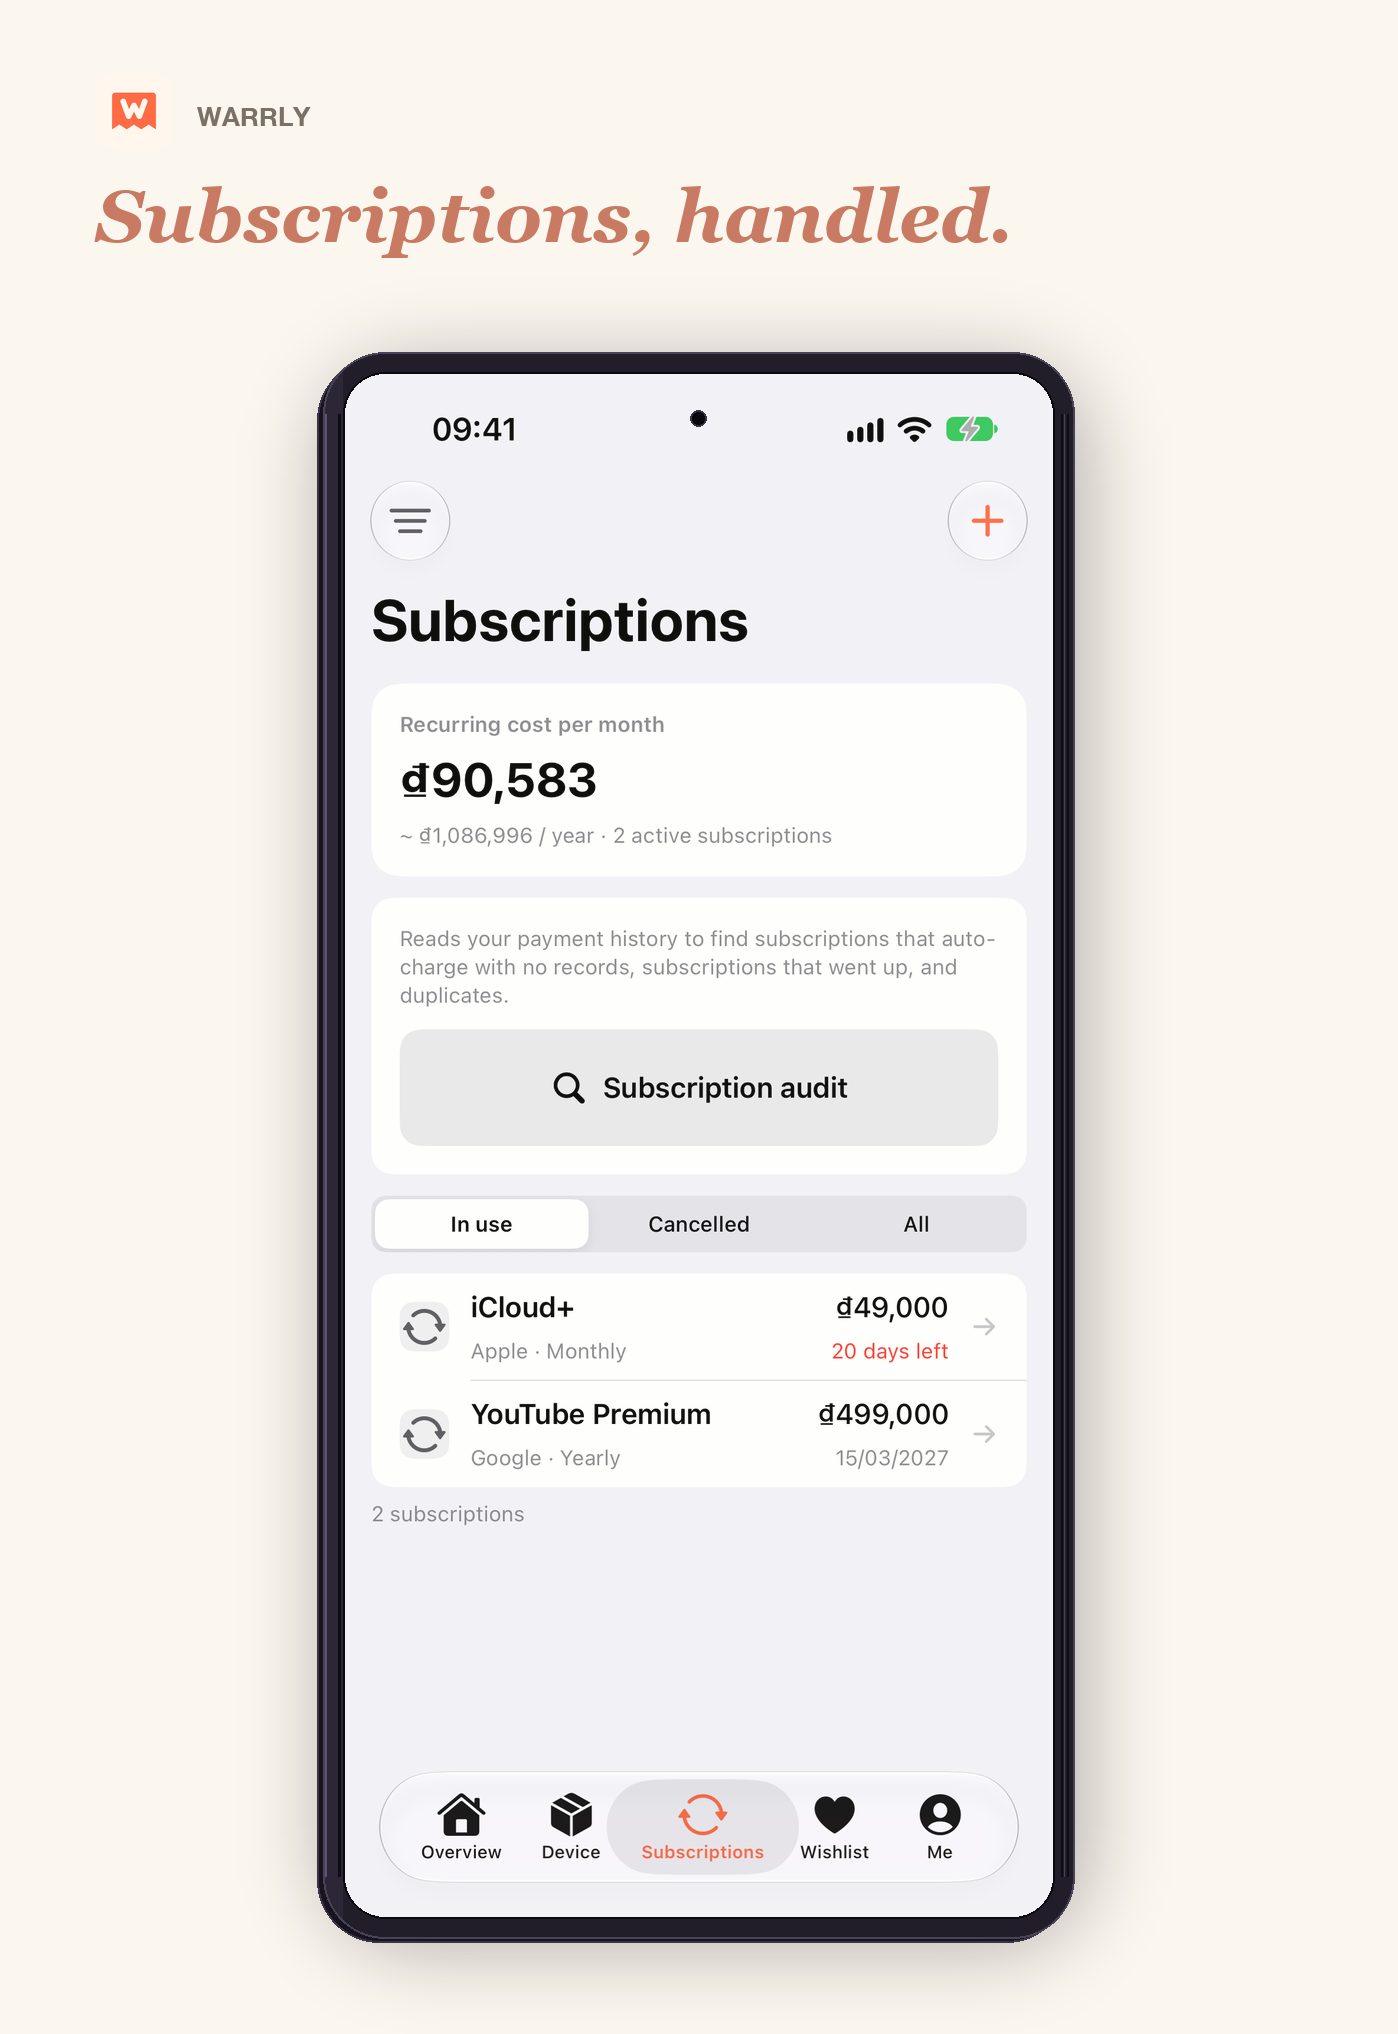 W
WARRLY
Subscriptions, handled.
09:41
Subscriptions
Recurring cost per month
₫90,583
~ ₫1,086,996 / year · 2 active subscriptions
Reads your payment history to find subscriptions that auto-
charge with no records, subscriptions that went up, and
duplicates.
Subscription audit
In use Cancelled All
iCloud+ ₫49,000
Apple · Monthly 20 days left
YouTube Premium ₫499,000
Google · Yearly 15/03/2027
2 subscriptions
Overview Device Subscriptions Wishlist Me